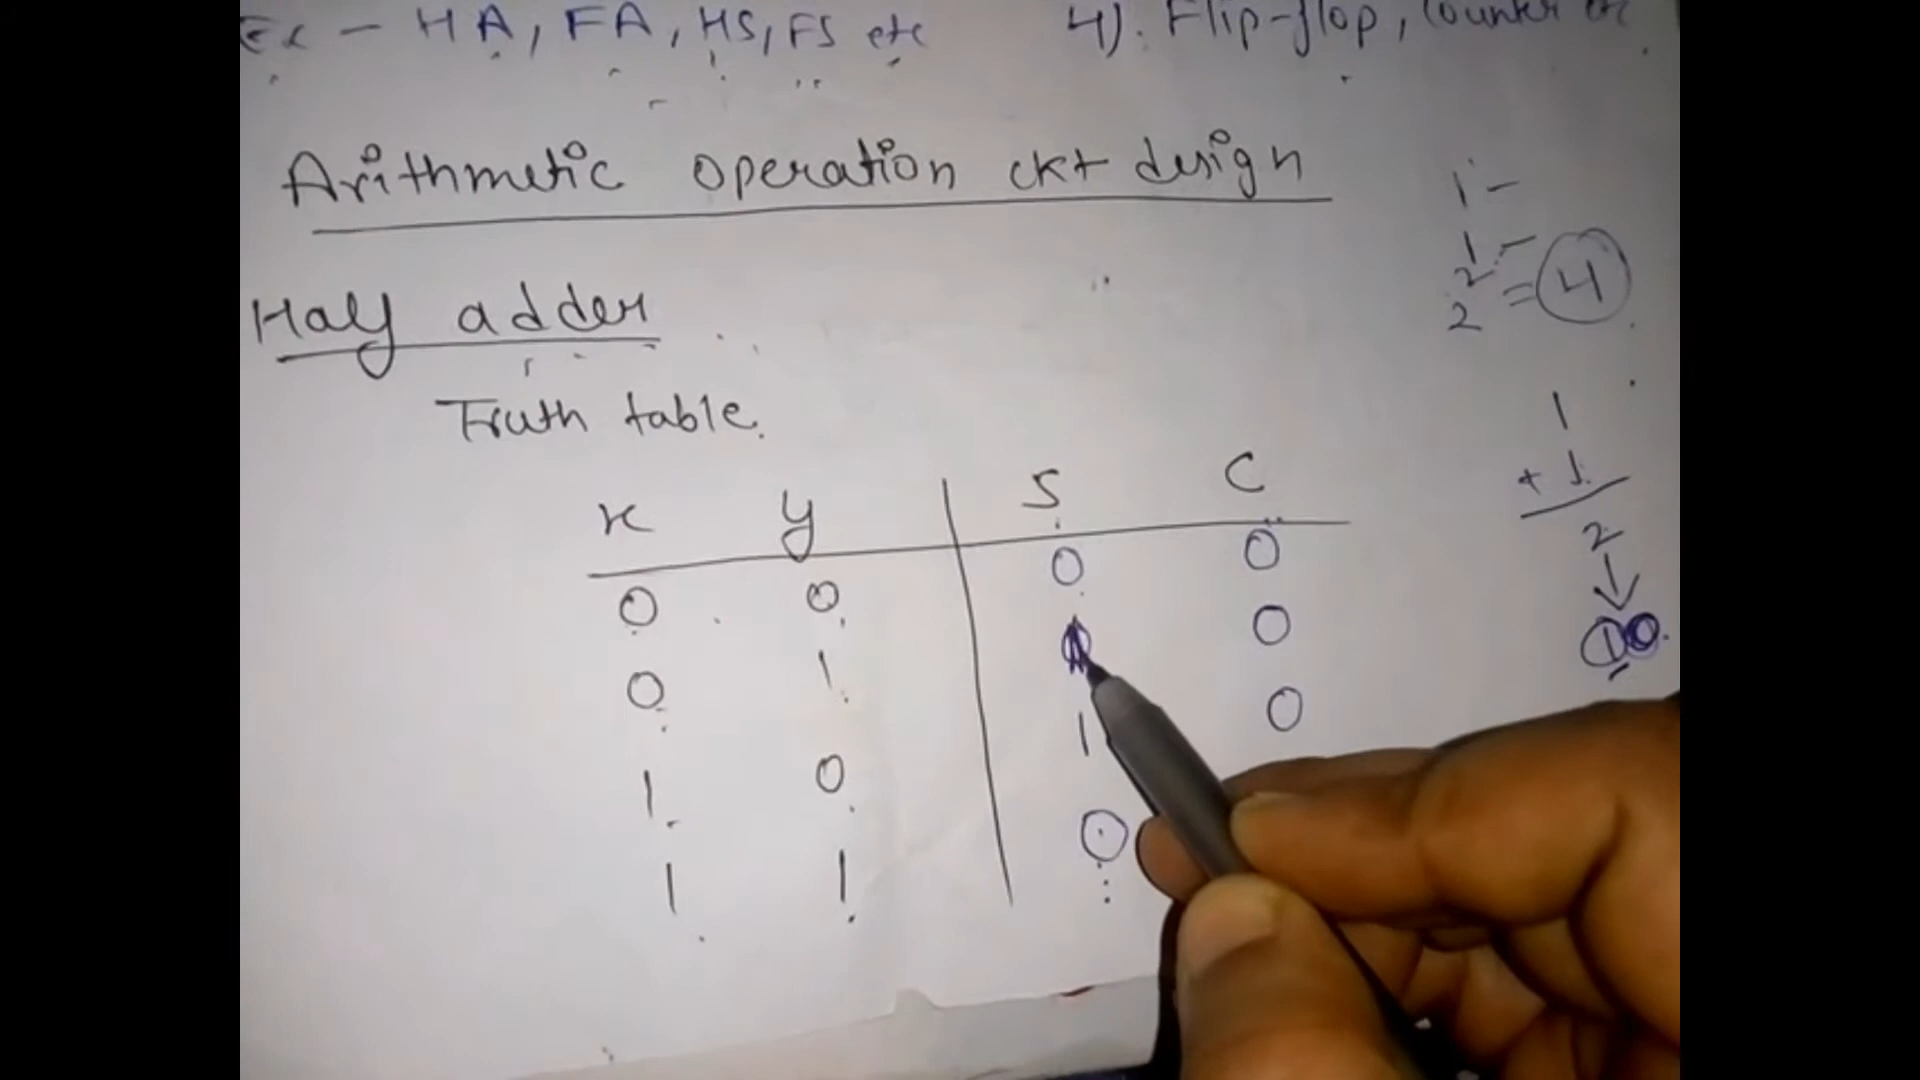 Ex - HA, FA, HS, FS etc
4). Flip-flop, Counter etc
Arithmetic operation ckt design
Half adder
Truth table.
x y S C
0 0 0 0
0 1 0
1 0 1 0
1 1 0
1 -
1 -
2
2 = 4
1
+ 1
2
↓
10